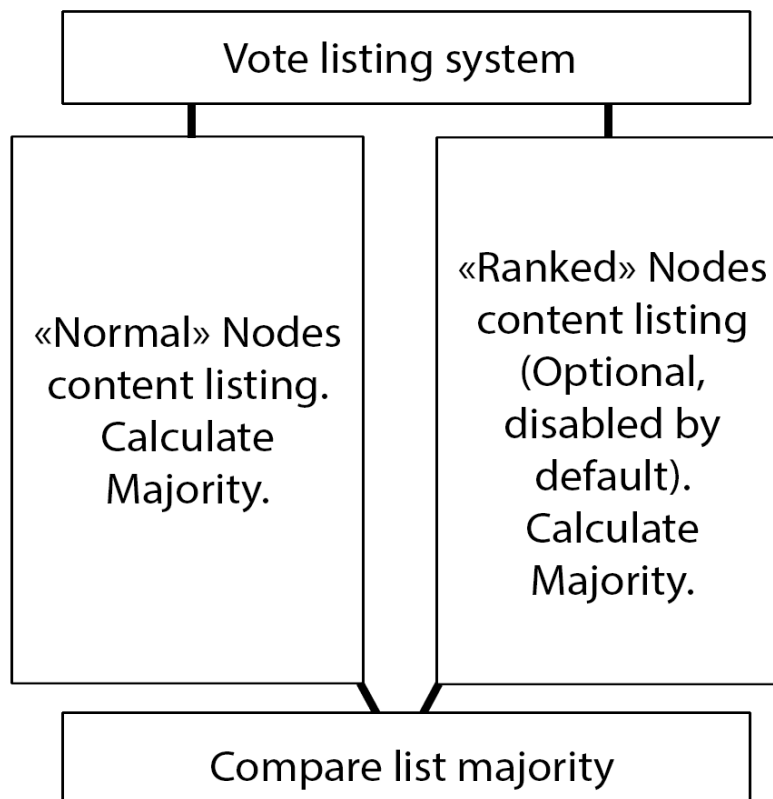 Vote listing system
«Normal» Nodes
content listing.
Calculate
Majority.
«Ranked» Nodes
content listing
(Optional,
disabled by
default).
Calculate
Majority.
Compare list majority